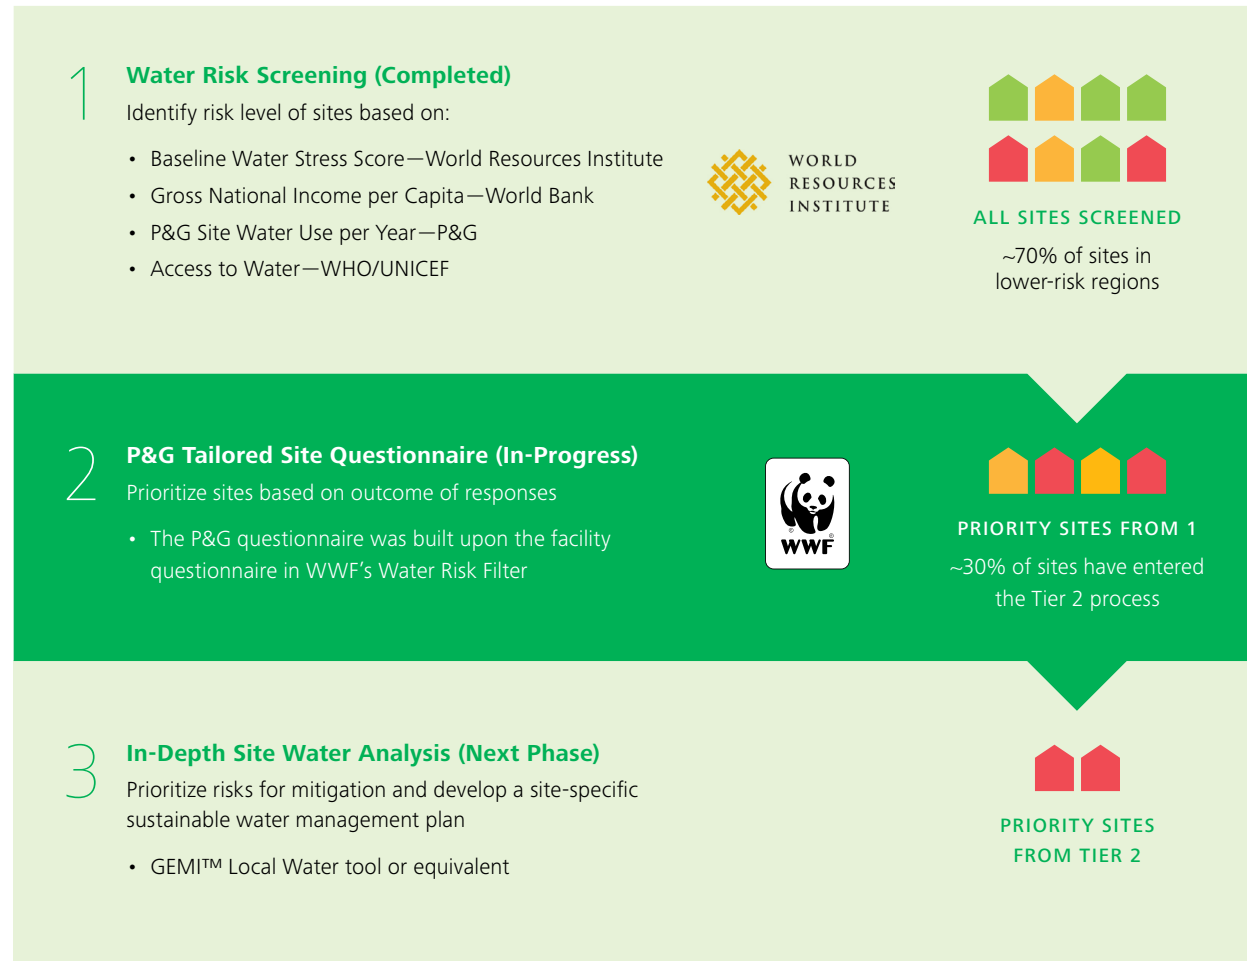 1
Water Risk Screening (Completed)
Identify risk level of sites based on:
• Baseline Water Stress Score—World Resources Institute
• Gross National Income per Capita—World Bank
• P&G Site Water Use per Year—P&G
• Access to Water—WHO/UNICEF
WORLD
RESOURCES
INSTITUTE
ALL SITES SCREENED
~70% of sites in
lower-risk regions
2
P&G Tailored Site Questionnaire (In-Progress)
Prioritize sites based on outcome of responses
• The P&G questionnaire was built upon the facility
questionnaire in WWF’s Water Risk Filter
©
®
WWF
PRIORITY SITES FROM 1
~30% of sites have entered
the Tier 2 process
3
In-Depth Site Water Analysis (Next Phase)
Prioritize risks for mitigation and develop a site-specific
sustainable water management plan
• GEMI™ Local Water tool or equivalent
PRIORITY SITES
FROM TIER 2